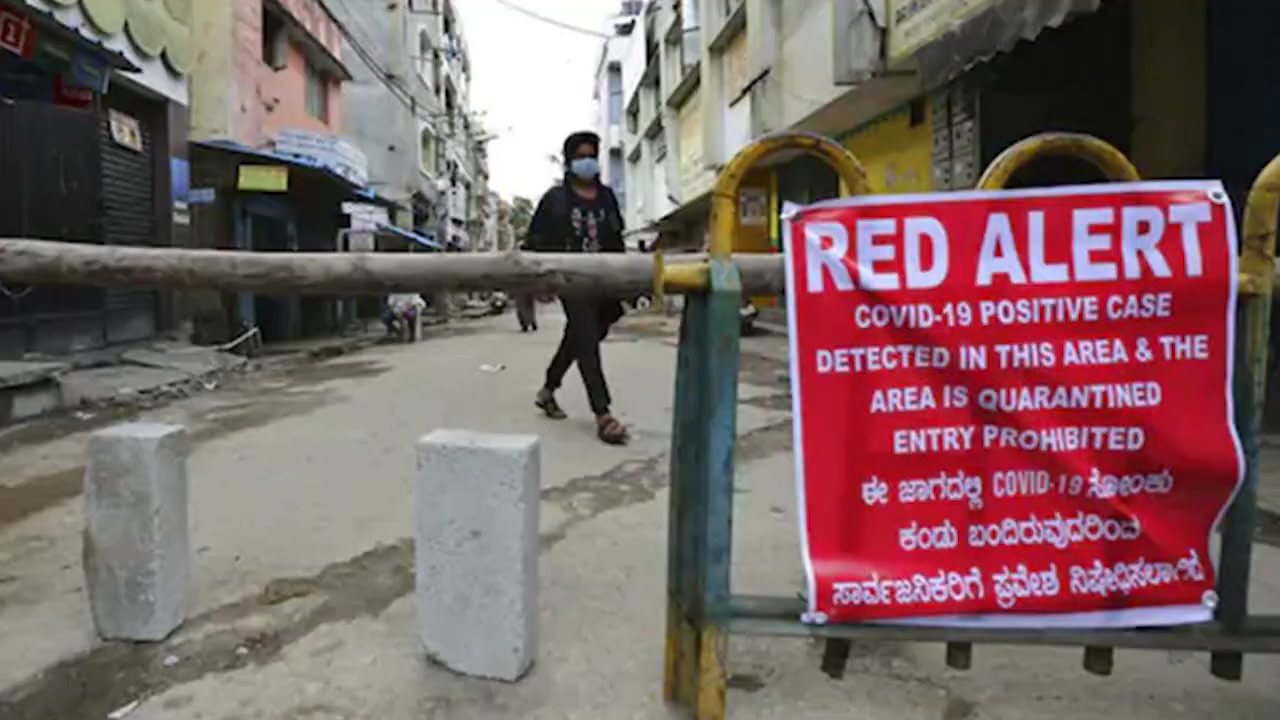 RED ALERT
COVID-19 POSITIVE CASE
DETECTED IN THIS AREA & THE
AREA IS QUARANTINED
ENTRY PROHIBITED
ಈ ಜಾಗದಲ್ಲಿ COVID-19 ಸೋಂಕು
ಕಂಡು ಬಂದಿರುವುದರಿಂದ
ಸಾರ್ವಜನಿಕರಿಗೆ ಪ್ರವೇಶ ನಿಷೇಧಿಸಲಾಗಿದೆ